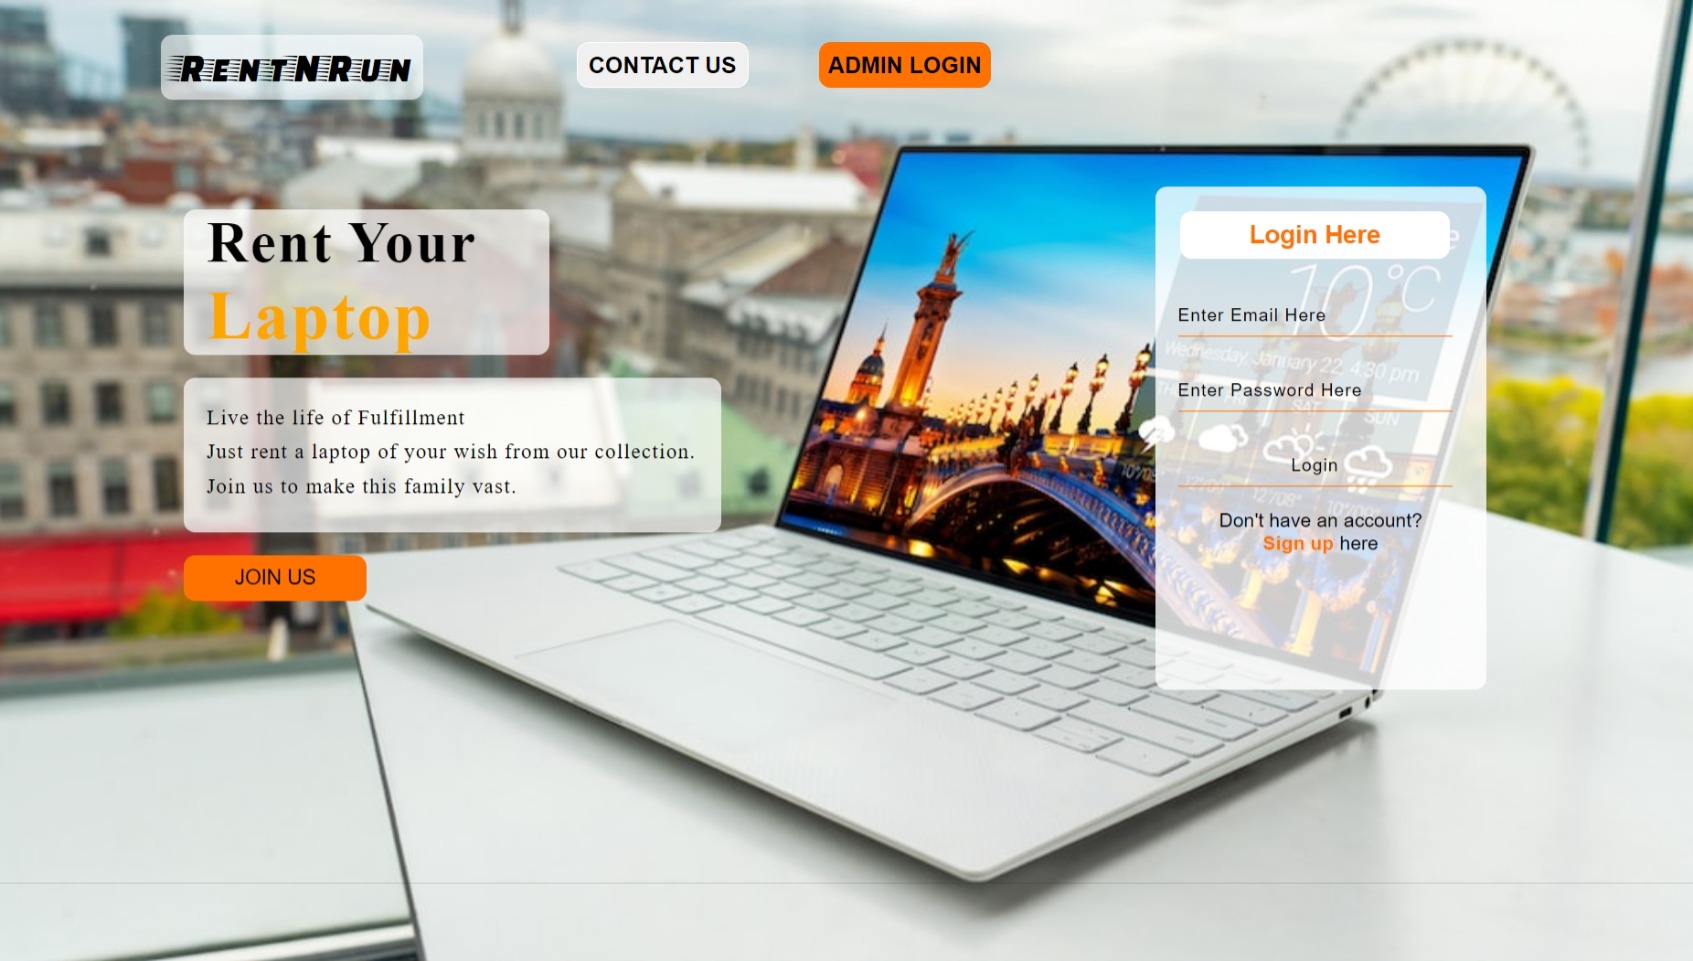 RENTNRUN
CONTACT US
ADMIN LOGIN
Rent Your
Laptop
Live the life of Fulfillment
Just rent a laptop of your wish from our collection.
Join us to make this family vast.
JOIN US
Login Here
10°C
Enter Email Here
Wednesday, January 22, 4:30 pm
Enter Password Here
SAT
SUN
Login
Don't have an account?
Sign up here